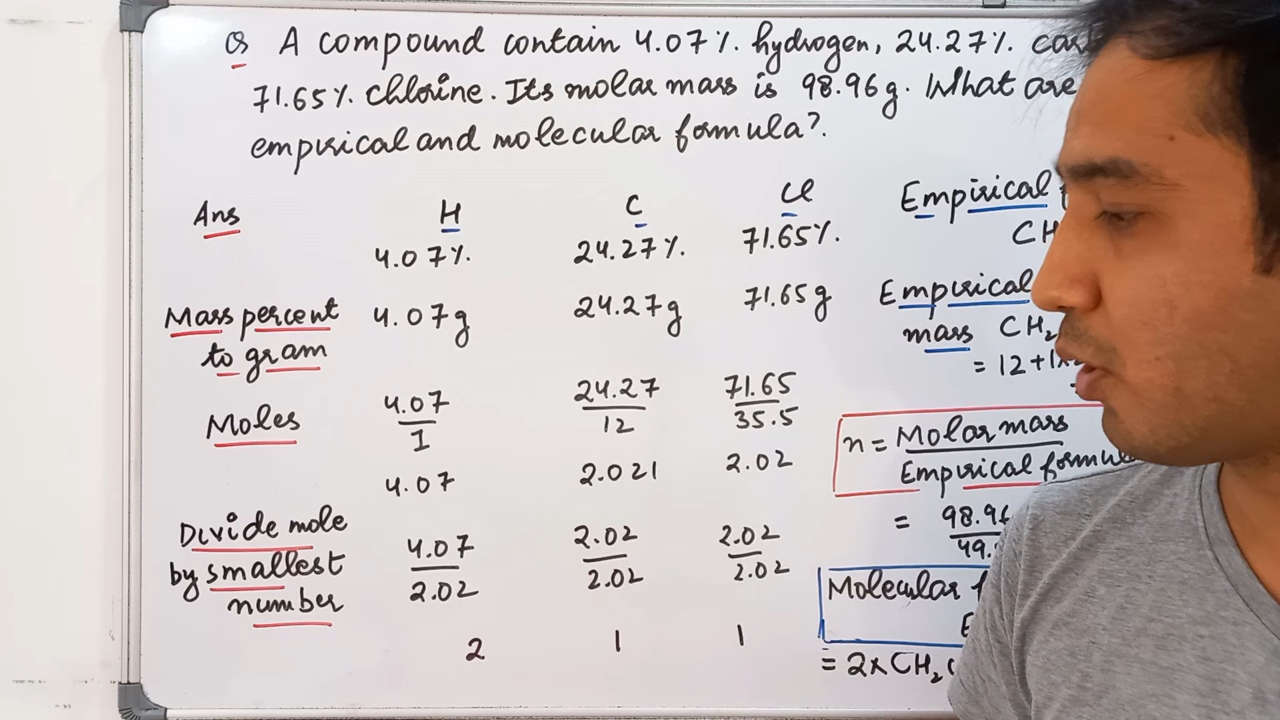 Q A compound contain 4.07%. hydrogen, 24.27%.
71.65%. Chlorine. Its molar mass is 98.96g. What are
empirical and molecular formula?.
Ans H C Cl
4.07%. 24.27%. 71.65%.
Mass percent 4.07g 24.27g 71.65g
to gram
Moles 4.07/1 24.27/12 71.65/35.5
4.07 2.021 2.02
Divide mole
by smallest 4.07/2.02 2.02/2.02 2.02/2.02
number
2 1 1
Empirical
CH
Empirical
mass CH₂
= 12+1×
n = Molar mass
Empirical
= 98.96
49.
Molecular
= 2×CH₂